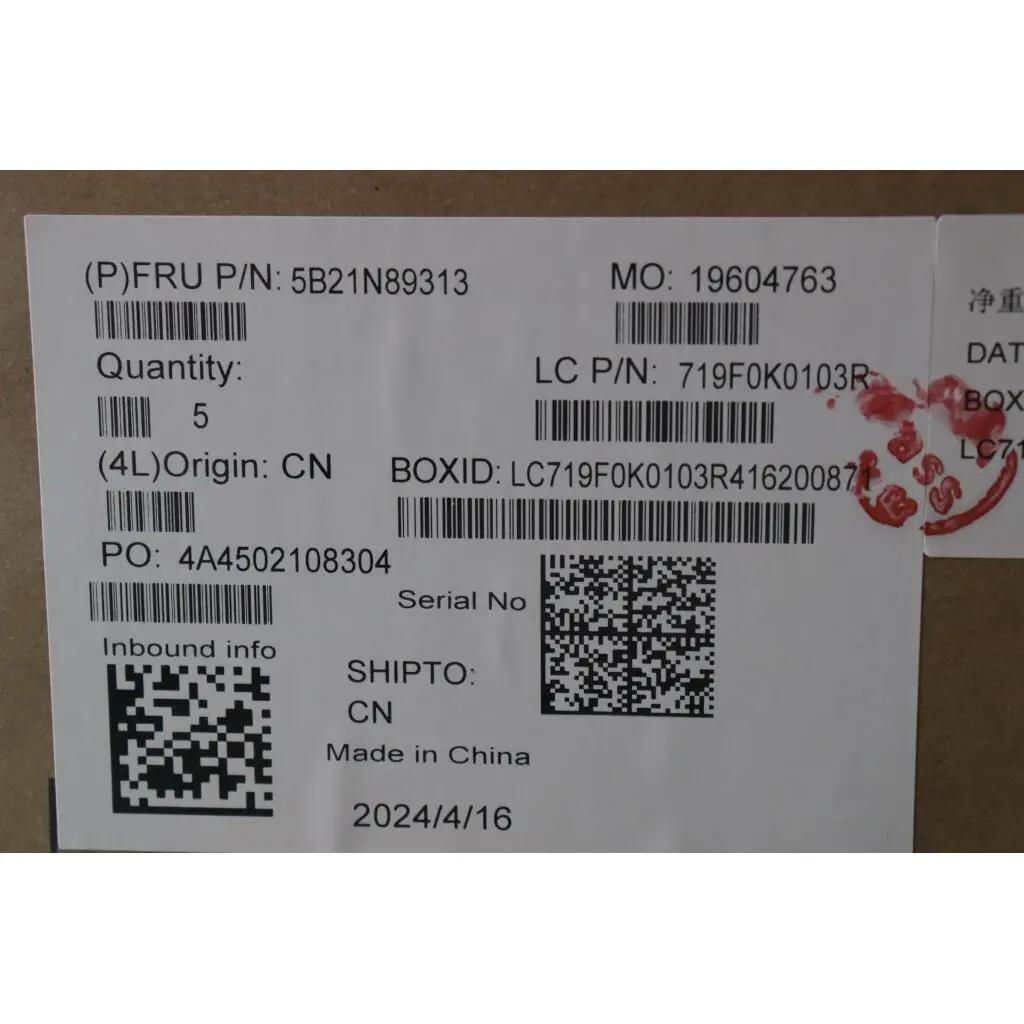 (P)FRU P/N: 5B21N89313
MO: 19604763
Quantity:
5
LC P/N: 719F0K0103R
(4L)Origin: CN
BOXID: LC719F0K0103R416200871
PO: 4A4502108304
Serial No
Inbound info
SHIPTO:
CN
Made in China
2024/4/16
净重
DAT
BOX
LC71